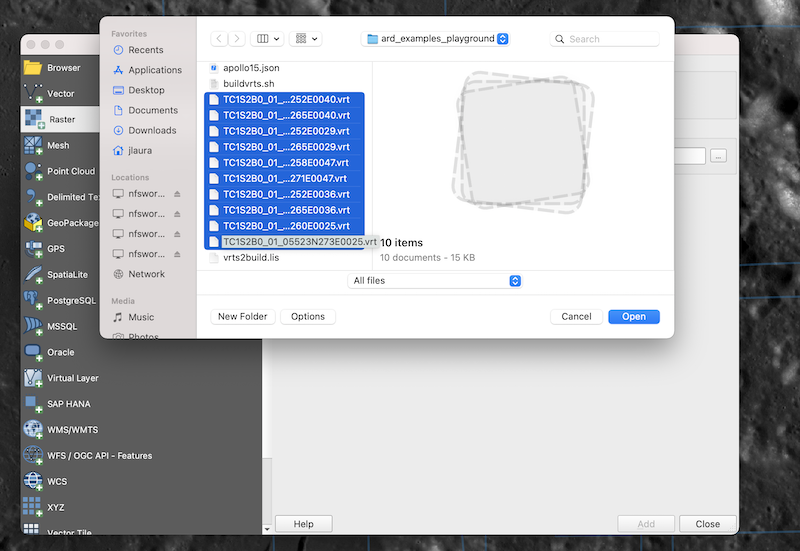 Favorites
Recents
Applications
Desktop
Documents
Downloads
jlaura
Locations
nfswor...
nfswor...
nfswor...
nfswor...
Network
Media
Music
Photos
ard_examples_playground
Search
apollo15.json
buildvrts.sh
TC1S2B0_01_...252E0040.vrt
TC1S2B0_01_...265E0040.vrt
TC1S2B0_01_...252E0029.vrt
TC1S2B0_01_...265E0029.vrt
TC1S2B0_01_...258E0047.vrt
TC1S2B0_01_...271E0047.vrt
TC1S2B0_01_...252E0036.vrt
TC1S2B0_01_...265E0036.vrt
TC1S2B0_01_...260E0025.vrt
TC1S2B0_01_05523N273E0025.vrt
vrts2build.lis
10 items
10 documents - 15 KB
All files
New Folder
Options
Cancel
Open
Browser
Vector
Raster
Mesh
Point Cloud
Delimited Te
GeoPackage
GPS
SpatiaLite
PostgreSQL
MSSQL
Oracle
Virtual Layer
SAP HANA
WMS/WMTS
WFS / OGC API - Features
WCS
XYZ
Vector Tile
...
Help
Add
Close